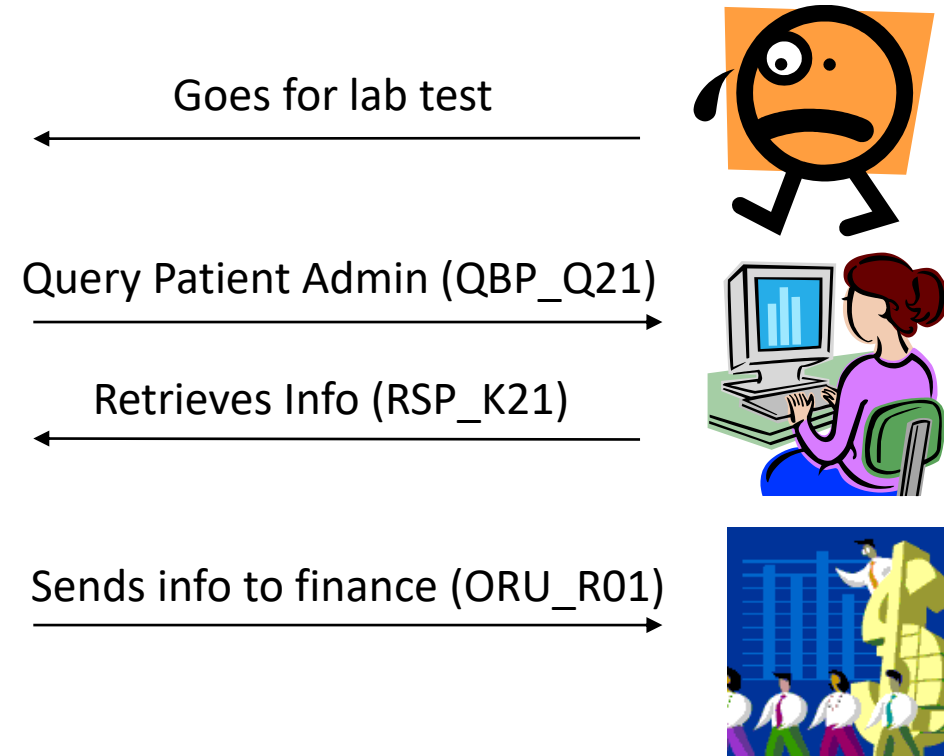 Goes for lab test
Query Patient Admin (QBP_Q21)
Retrieves Info (RSP_K21)
Sends info to finance (ORU_R01)